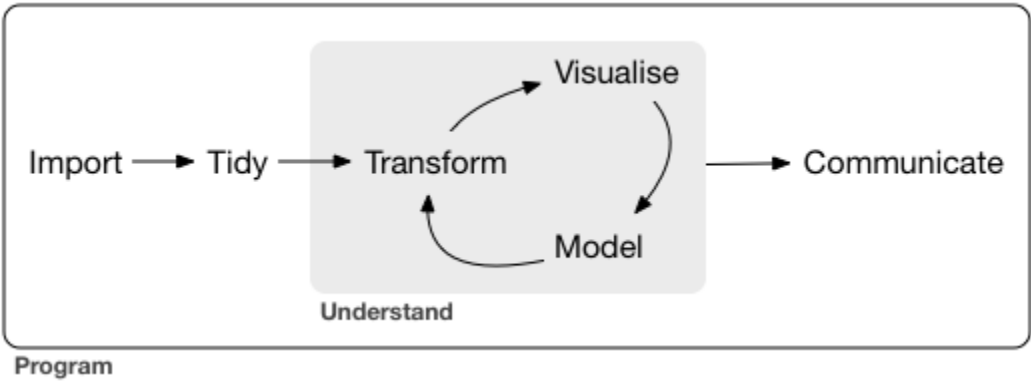 Visualise
Import Tidy Transform Communicate
Model
Understand
Program